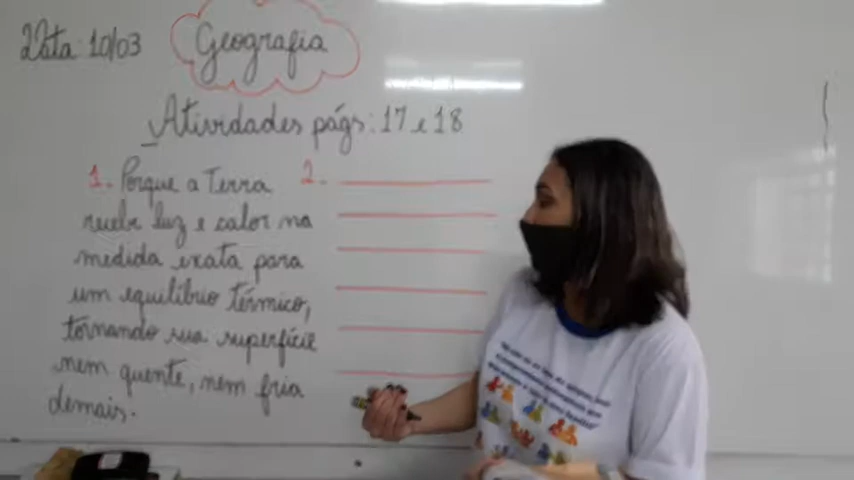 Data: 10/03
Geografia
Atividades págs: 17 e 18
1. Porque a Terra
recebe luz e calor na
medida exata para
um equilíbrio térmico,
tornando sua superfície
nem quente, nem fria
demais.
2.